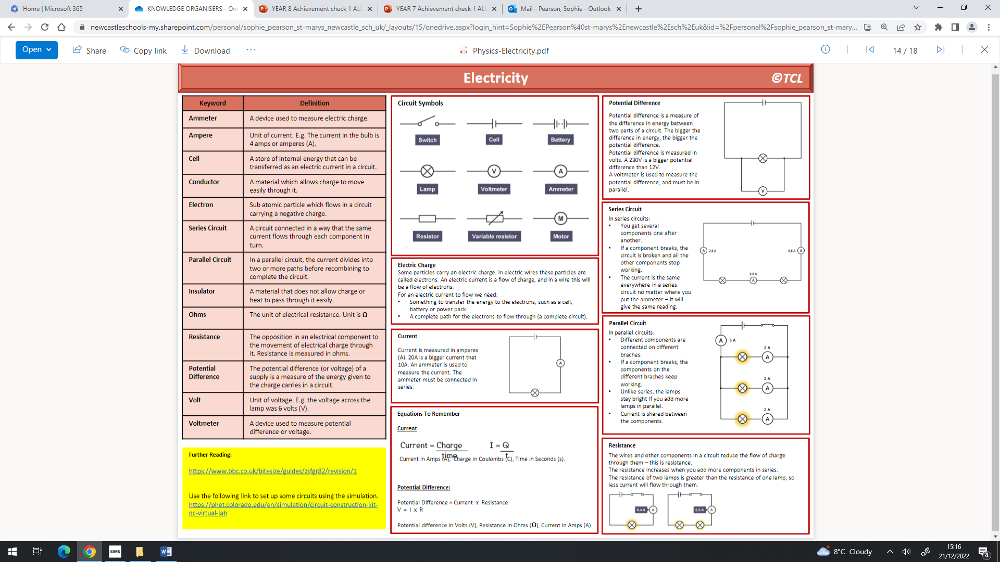 Home | Microsoft 365
KNOWLEDGE ORGANISERS - One
YEAR 8 Achievement check 1 ALL
YEAR 7 Achievement check 1 ALL
Mail - Pearson, Sophie - Outlook
newcastleschools-my.sharepoint.com/personal/sophie_pearson_st-marys_newcastle_sch_uk/_layouts/15/onedrive.aspx?login_hint=Sophie%2EPearson%40st-marys%2Enewcastle%2Esch%2Euk&id=%2Fpersonal%2Fsophie_pearson_st-mary...
Open
Share
Copy link
Download
Physics-Electricity.pdf
14 / 18
Electricity
©TCL
Keyword Definition
Ammeter A device used to measure electric charge.
Ampere Unit of current. E.g. The current in the bulb is
4 amps or amperes (A).
Cell A store of internal energy that can be
transferred as an electric current in a circuit.
Conductor A material which allows charge to move
easily through it.
Electron Sub atomic particle which flows in a circuit
carrying a negative charge.
Series Circuit A circuit connected in a way that the same
current flows through each component in
turn.
Parallel Circuit In a parallel circuit, the current divides into
two or more paths before recombining to
complete the circuit.
Insulator A material that does not allow charge or
heat to pass through it easily.
Ohms The unit of electrical resistance. Unit is Ω
Resistance The opposition in an electrical component to
the movement of electrical charge through
it. Resistance is measured in ohms.
Potential The potential difference (or voltage) of a
Difference supply is a measure of the energy given to
the charge carries in a circuit.
Volt Unit of voltage. E.g. the voltage across the
lamp was 6 volts (V).
Voltmeter A device used to measure potential
difference or voltage.
Further Reading:
https://www.bbc.co.uk/bitesize/guides/zsfgr82/revision/1
Use the following link to set up some circuits using the simulation.
https://phet.colorado.edu/en/simulation/circuit-construction-kit-
dc-virtual-lab
Circuit Symbols
Switch Cell Battery
V A
Lamp Voltmeter Ammeter
M
Resistor Variable resistor Motor
Electric Charge
Some particles carry an electric charge. In electric wires these particles are
called electrons. An electric current is a flow of charge, and in a wire this will
be a flow of electrons.
For an electric current to flow we need:
• Something to transfer the energy to the electrons, such as a cell,
battery or power pack.
• A complete path for the electrons to flow through (a complete circuit).
Current
Current is measured in amperes
(A). 20A is a bigger current that
10A. An ammeter is used to
measure the current. The
ammeter must be connected in
series.
A
Equations To Remember
Current
Current = Charge I = Q
time t
Current in Amps (A), Charge in Coulombs (C), Time in Seconds (s).
Potential Difference:
Potential Difference = Current x Resistance
V = I x R
Potential difference in Volts (V), Resistance in Ohms (Ω), Current in Amps (A)
Potential Difference
Potential difference is a measure of
the difference in energy between
two parts of a circuit. The bigger the
difference in energy, the bigger the
potential difference.
Potential difference is measured in
volts. A 230V is a bigger potential
difference than 12V.
A voltmeter is used to measure the
potential difference, and must be in
parallel.
V
Series Circuit
In series circuits:
• You get several
components one after
another.
• If a component breaks, the
circuit is broken and all the
other components stop
working.
• The current is the same
everywhere in a series
circuit no matter where you
put the ammeter – it will
give the same reading.
A 0.5 A 0.5 A A
0.5 A
A
Parallel Circuit
In parallel circuits:
• Different components are
connected on different
braches.
• If a component breaks, the
components on the
different braches keep
working.
• Unlike series, the lamps
stay bright If you add more
lamps in parallel.
• Current is shared between
the components.
A 6 A
2 A
A
2 A
A
2 A
A
Resistance
The wires and other components in a circuit reduce the flow of charge
through them – this is resistance.
The resistance increases when you add more components in series.
The resistance of two lamps is greater than the resistance of one lamp, so
less current will flow through them.
0.4 A A 0.2 A A
SIMS
8°C Cloudy
15:16
21/12/2022
4